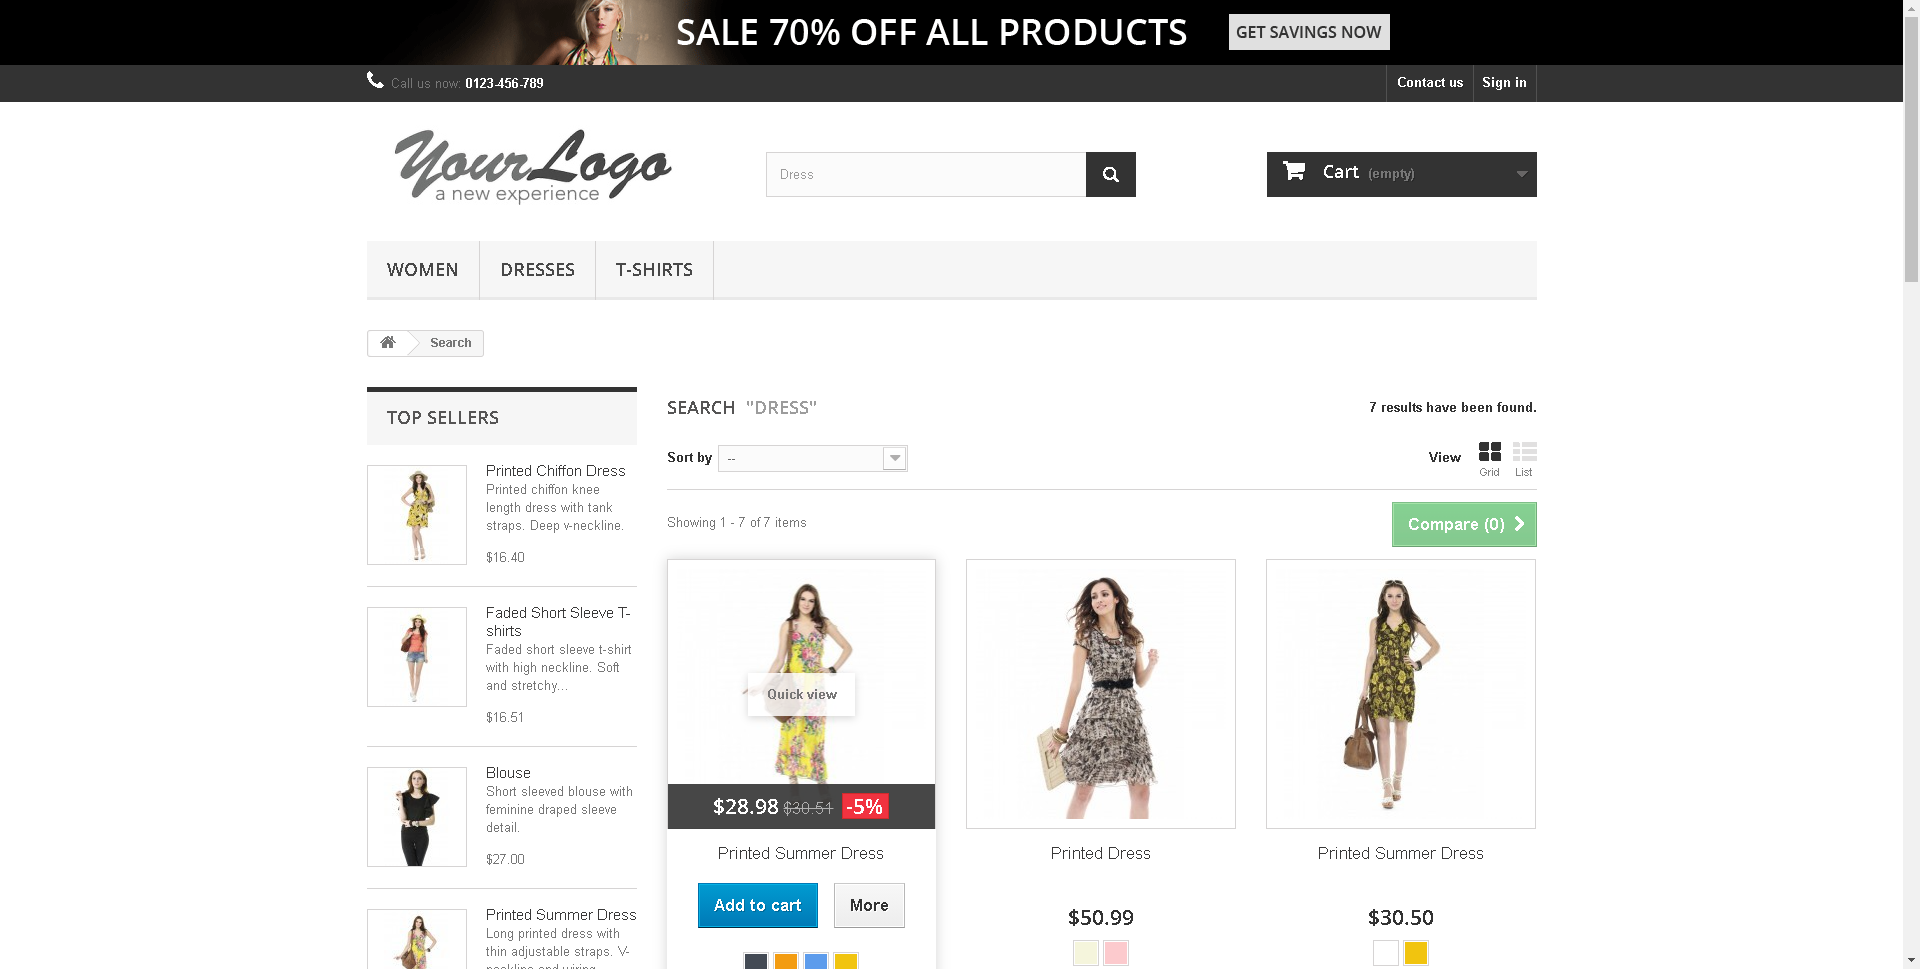 SALE 70% OFF ALL PRODUCTS
GET SAVINGS NOW
Call us now: 0123-456-789
Contact us
Sign in
YourLogo
a new experience
Dress
Cart (empty)
WOMEN
DRESSES
T-SHIRTS
Search
TOP SELLERS
Printed Chiffon Dress
Printed chiffon knee
length dress with tank
straps. Deep v-neckline.
$16.40
Faded Short Sleeve T-
shirts
Faded short sleeve t-shirt
with high neckline. Soft
and stretchy...
$16.51
Blouse
Short sleeved blouse with
feminine draped sleeve
detail.
$27.00
Printed Summer Dress
Long printed dress with
thin adjustable straps. V-
neckline and wiring
SEARCH "DRESS"
7 results have been found.
Sort by --
View
Grid
List
Showing 1 - 7 of 7 items
Compare (0)
Quick view
$28.98 $30.51 -5%
Printed Summer Dress
Add to cart
More
Printed Dress
$50.99
Printed Summer Dress
$30.50